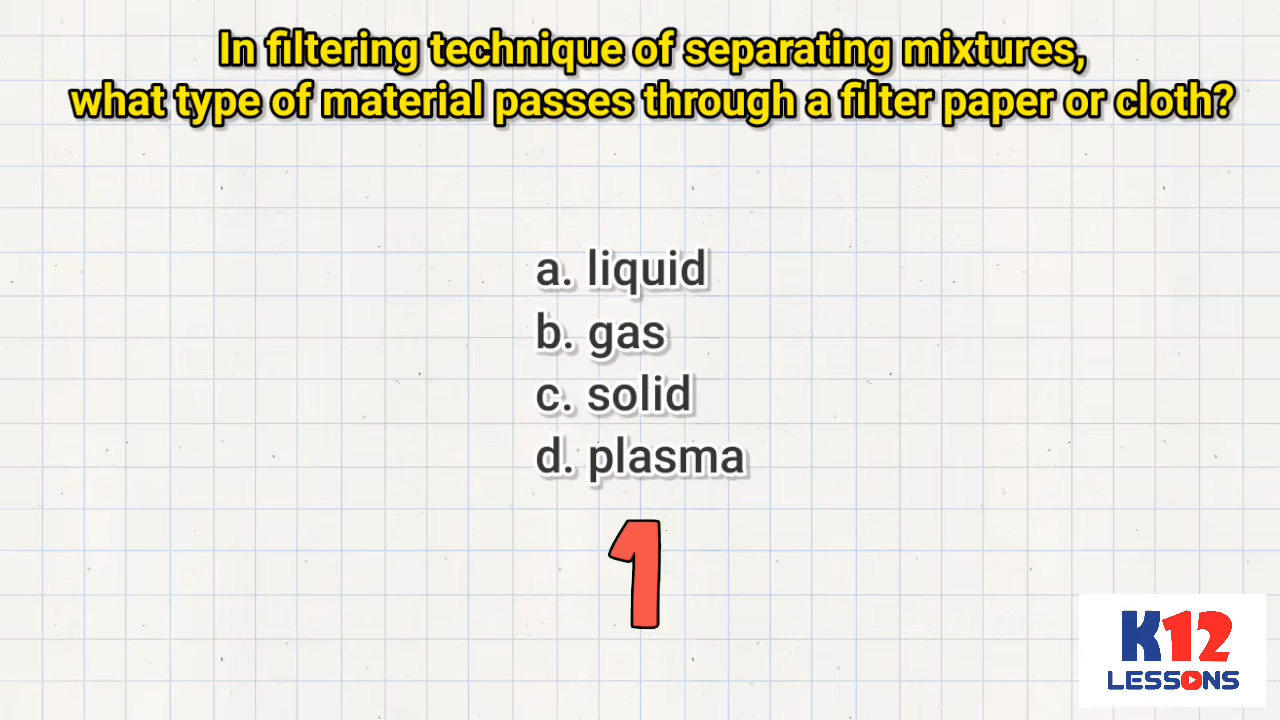 In filtering technique of separating mixtures,
what type of material passes through a filter paper or cloth?
a. liquid
b. gas
c. solid
d. plasma
1
K12
LESSONS